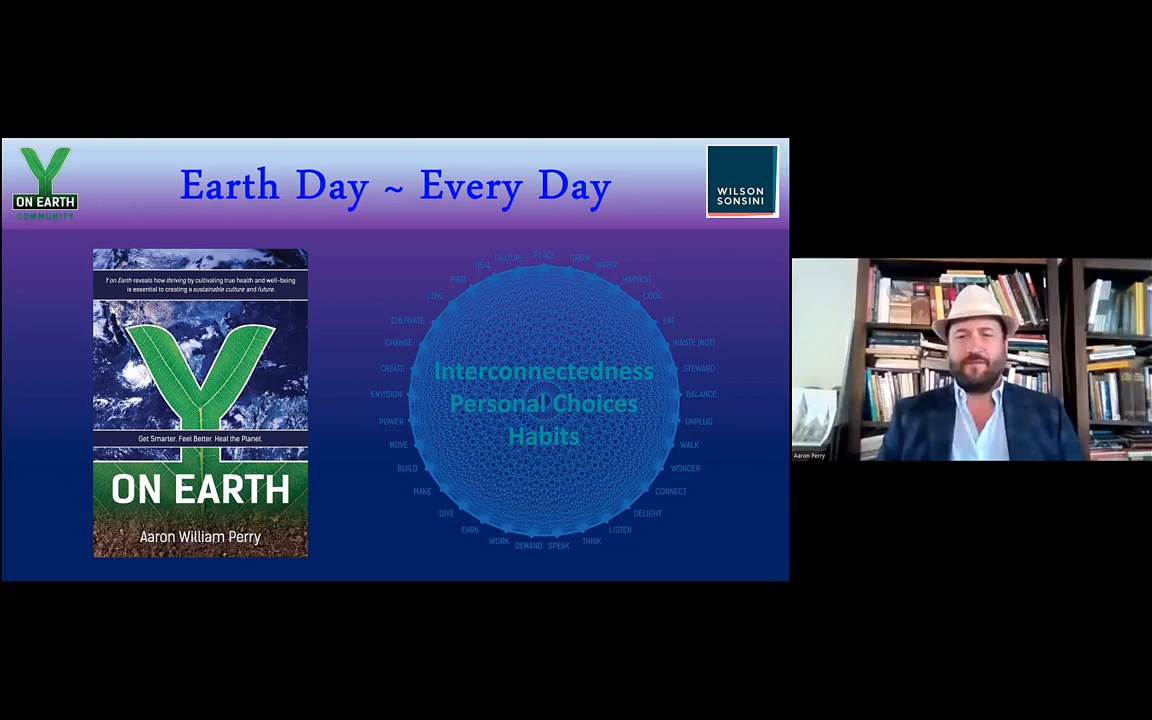 Y
ON EARTH
COMMUNITY
Earth Day ~ Every Day
WILSON
SONSINI
Y on Earth reveals how thriving by cultivating true health and well-being
is essential to creating a sustainable culture and future.
Y
Get Smarter. Feel Better. Heal the Planet.
ON EARTH
Aaron William Perry
PEACE
GROW
WATER
HARVEST
COOK
EAT
WASTE (NOT)
STEWARD
BALANCE
UNPLUG
WALK
WONDER
CONNECT
DELIGHT
LISTEN
THINK
SPEAK
DEMAND
WORK
EARN
GIVE
MAKE
BUILD
MOVE
POWER
ENVISION
CREATE
CHANGE
CULTIVATE
LOVE
PRAY
HEAL
CULTURE
Interconnectedness
Personal Choices
Habits
Aaron Perry